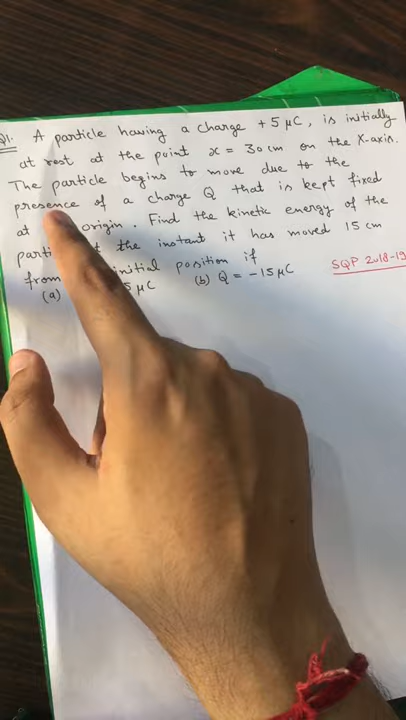 Q1. A particle having a charge +5 μC, is initially
at rest at the point x = 30 cm on the X-axis.
The particle begins to move due to the
presence of a charge Q that is kept fixed
at origin. Find the kinetic energy of the
the instant it has moved 15 cm
from initial position if
(a) 5 μC (b) Q = -15 μC
SQP 2018-19